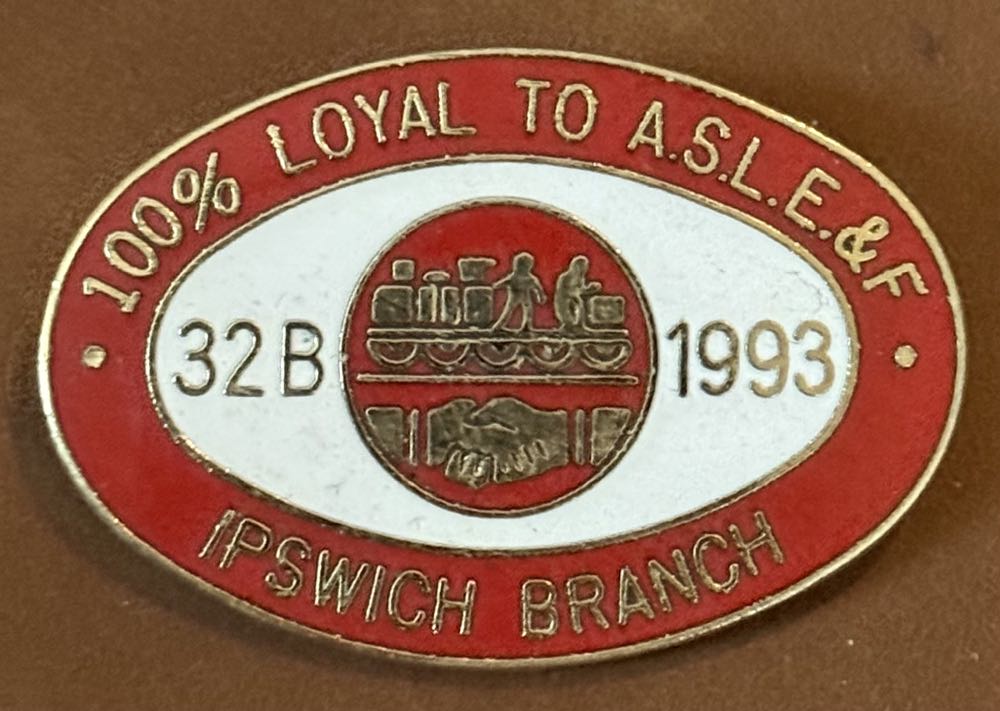 100% LOYAL TO A.S.L.E.&F
32B 1993
IPSWICH BRANCH